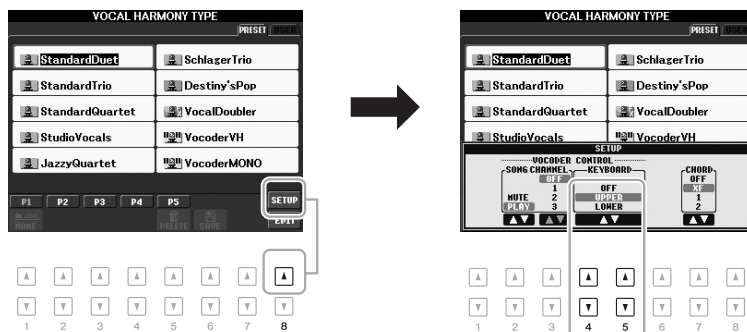 VOCAL HARMONY TYPE
PRESET USER
StandardDuet SchlagerTrio
StandardTrio Destiny'sPop
StandardQuartet VocalDoubler
StudioVocals VocoderVH
JazzyQuartet VocoderMONO
P1 P2 P3 P4 P5 SETUP
NAME DELETE SAVE EDIT
1 2 3 4 5 6 7 8
VOCAL HARMONY TYPE
PRESET
StandardDuet SchlagerTrio
StandardTrio Destiny'sPop
StandardQuartet VocalDoubler
StudioVocals VocoderVH
SETUP
VOCODER CONTROL
SONG CHANNEL KEYBOARD CHORD
OFF OFF
1 OFF XF
MUTE 2 UPPER 1
PLAY 3 LOWER 2
1 2 3 4 5 6 7 8